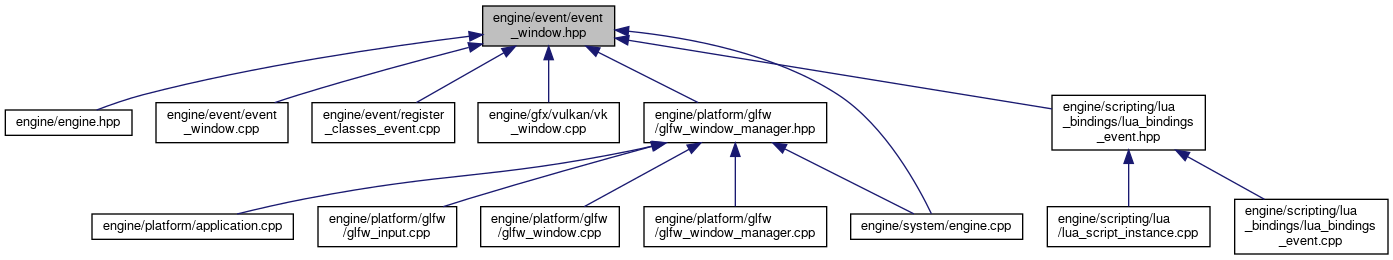 engine/event/event
_window.hpp
engine/engine.hpp
engine/event/event
_window.cpp
engine/event/register
_classes_event.cpp
engine/gfx/vulkan/vk
_window.cpp
engine/platform/glfw
/glfw_window_manager.hpp
engine/scripting/lua
_bindings/lua_bindings
_event.hpp
engine/platform/application.cpp
engine/platform/glfw
/glfw_input.cpp
engine/platform/glfw
/glfw_window.cpp
engine/platform/glfw
/glfw_window_manager.cpp
engine/system/engine.cpp
engine/scripting/lua
/lua_script_instance.cpp
engine/scripting/lua
_bindings/lua_bindings
_event.cpp